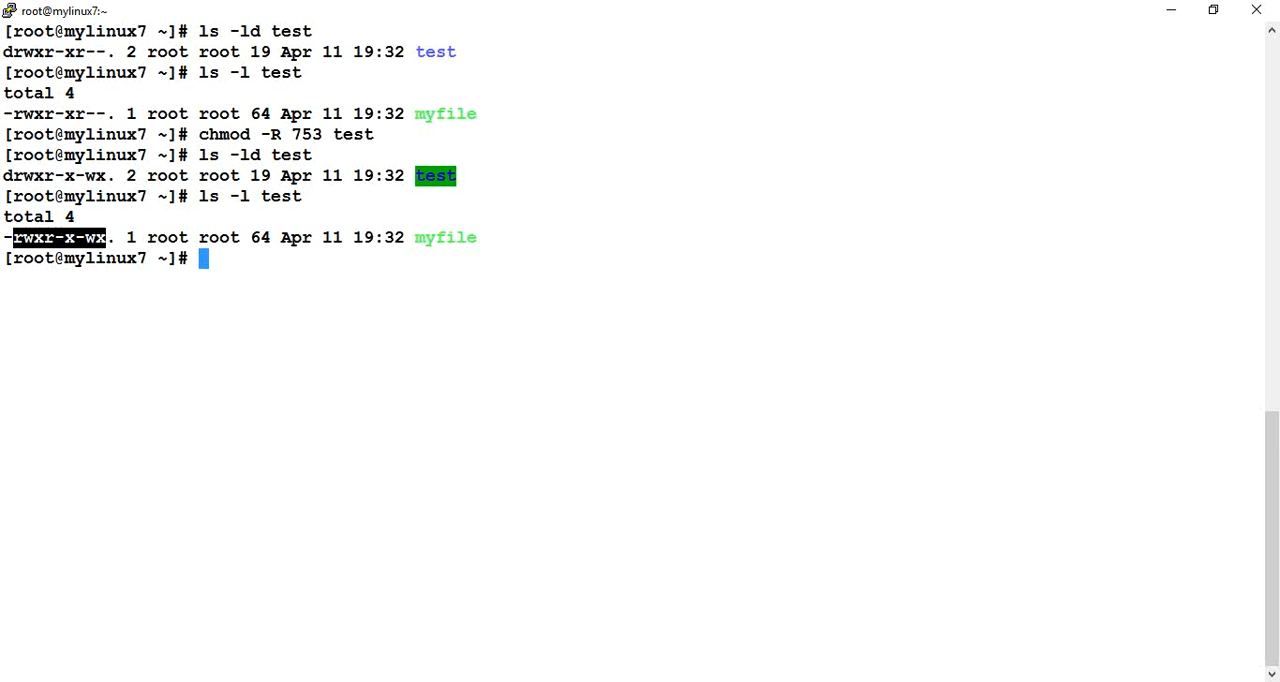 root@mylinux7:~
[root@mylinux7 ~]# ls -ld test
drwxr-xr--. 2 root root 19 Apr 11 19:32 test
[root@mylinux7 ~]# ls -l test
total 4
-rwxr-xr--. 1 root root 64 Apr 11 19:32 myfile
[root@mylinux7 ~]# chmod -R 753 test
[root@mylinux7 ~]# ls -ld test
drwxr-x-wx. 2 root root 19 Apr 11 19:32 test
[root@mylinux7 ~]# ls -l test
total 4
-rwxr-x-wx. 1 root root 64 Apr 11 19:32 myfile
[root@mylinux7 ~]#